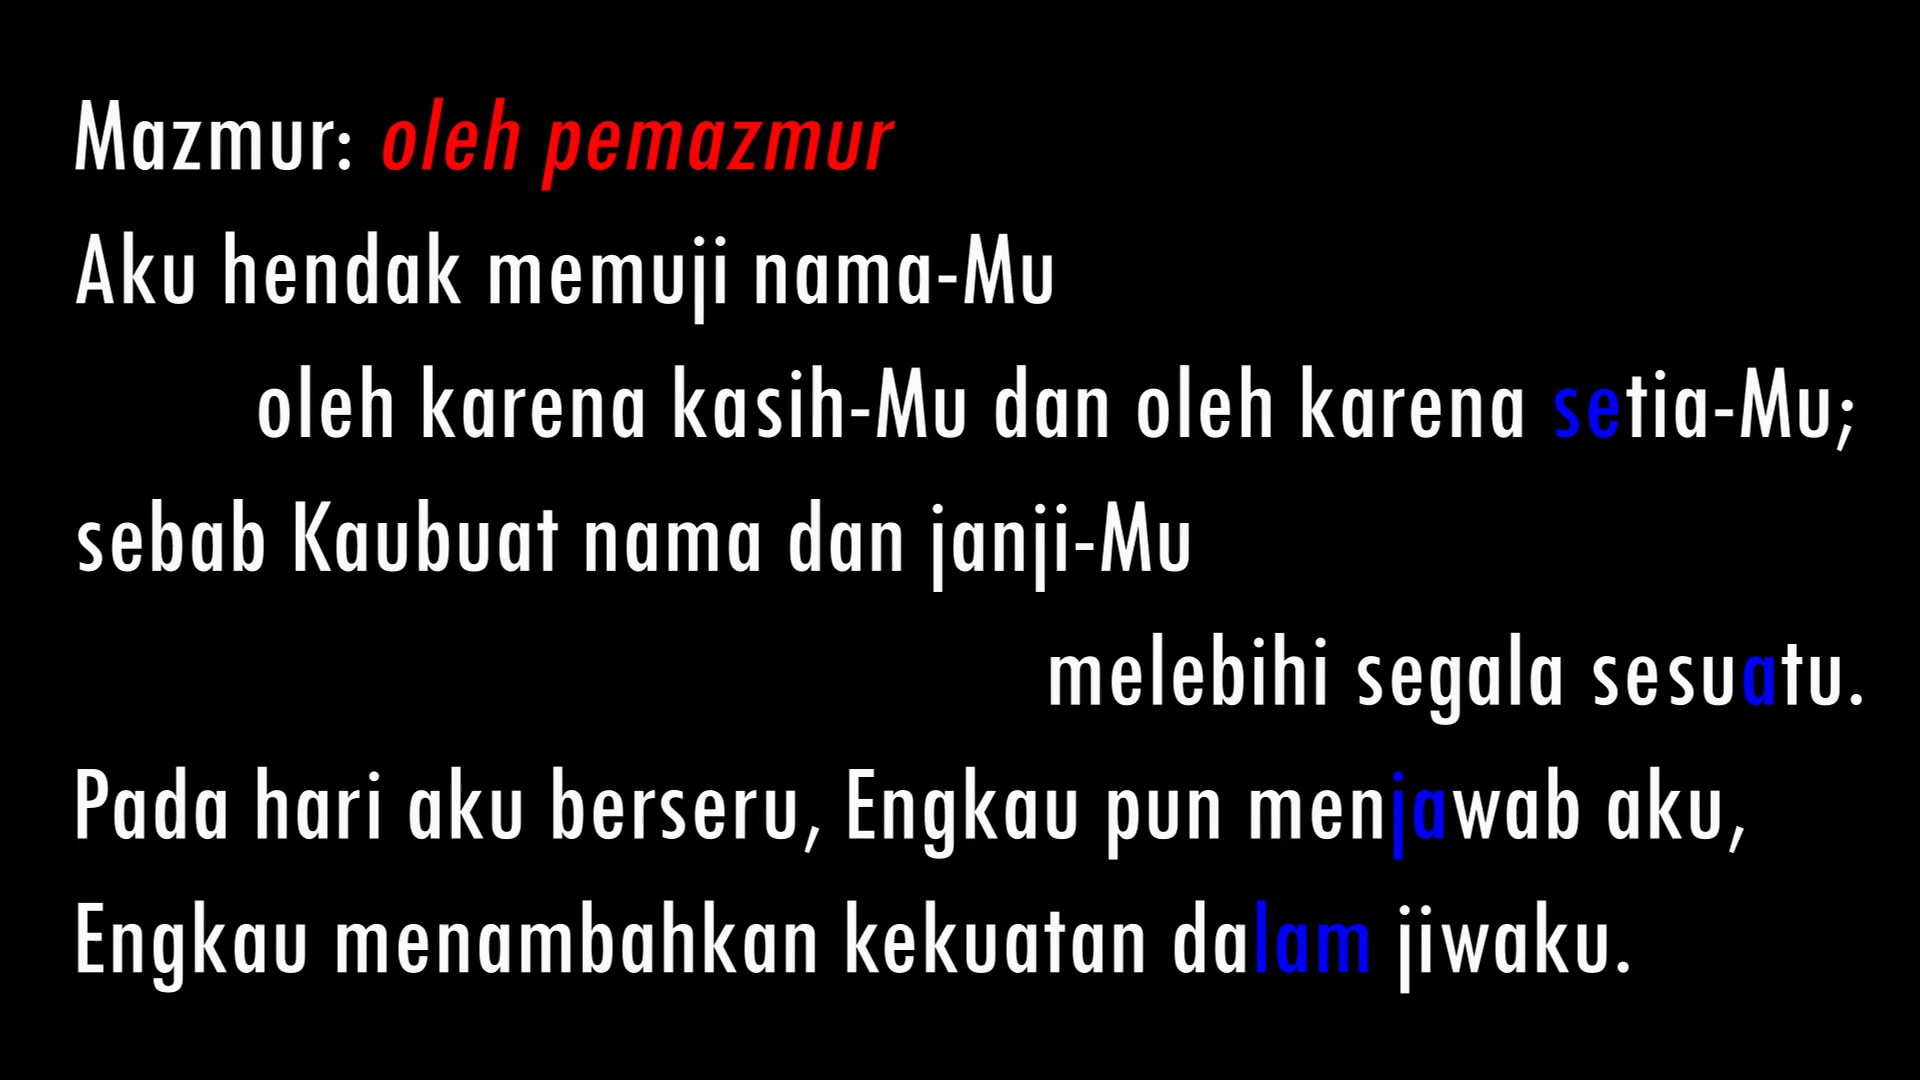 Mazmur: oleh pemazmur
Aku hendak memuji nama-Mu
oleh karena kasih-Mu dan oleh karena setia-Mu;
sebab Kaubuat nama dan janji-Mu
melebihi segala sesuatu.
Pada hari aku berseru, Engkau pun menjawab aku,
Engkau menambahkan kekuatan dalam jiwaku.